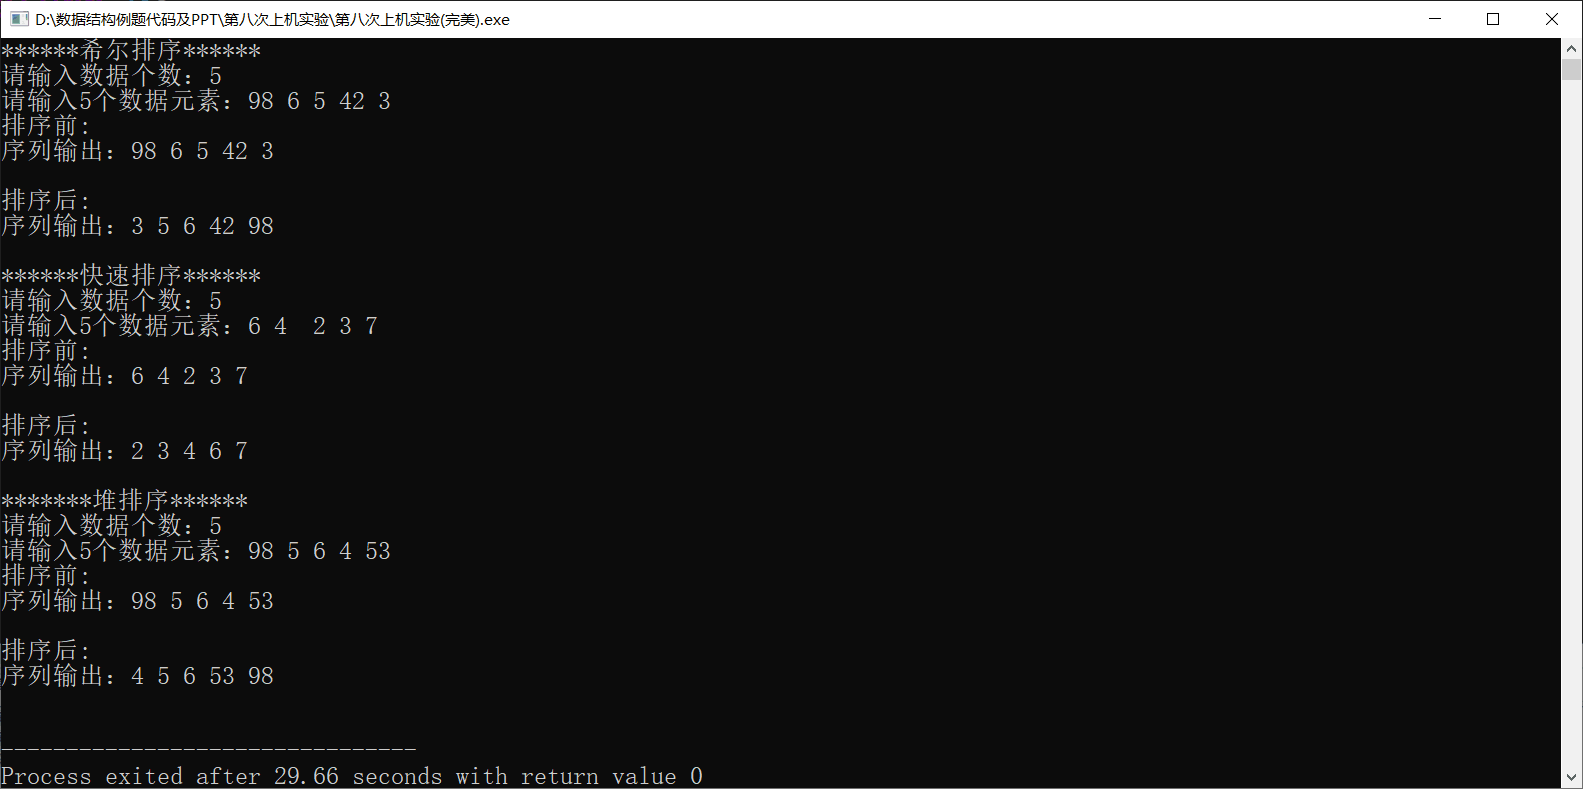 D:\数据结构例题代码及PPT\第八次上机实验\第八次上机实验(完美).exe
******希尔排序******
请输入数据个数：5
请输入5个数据元素：98 6 5 42 3
排序前:
序列输出：98 6 5 42 3
排序后:
序列输出：3 5 6 42 98
******快速排序******
请输入数据个数：5
请输入5个数据元素：6 4  2 3 7
排序前:
序列输出：6 4 2 3 7
排序后:
序列输出：2 3 4 6 7
*******堆排序******
请输入数据个数：5
请输入5个数据元素：98 5 6 4 53
排序前:
序列输出：98 5 6 4 53
排序后:
序列输出：4 5 6 53 98
--------------------------------
Process exited after 29.66 seconds with return value 0